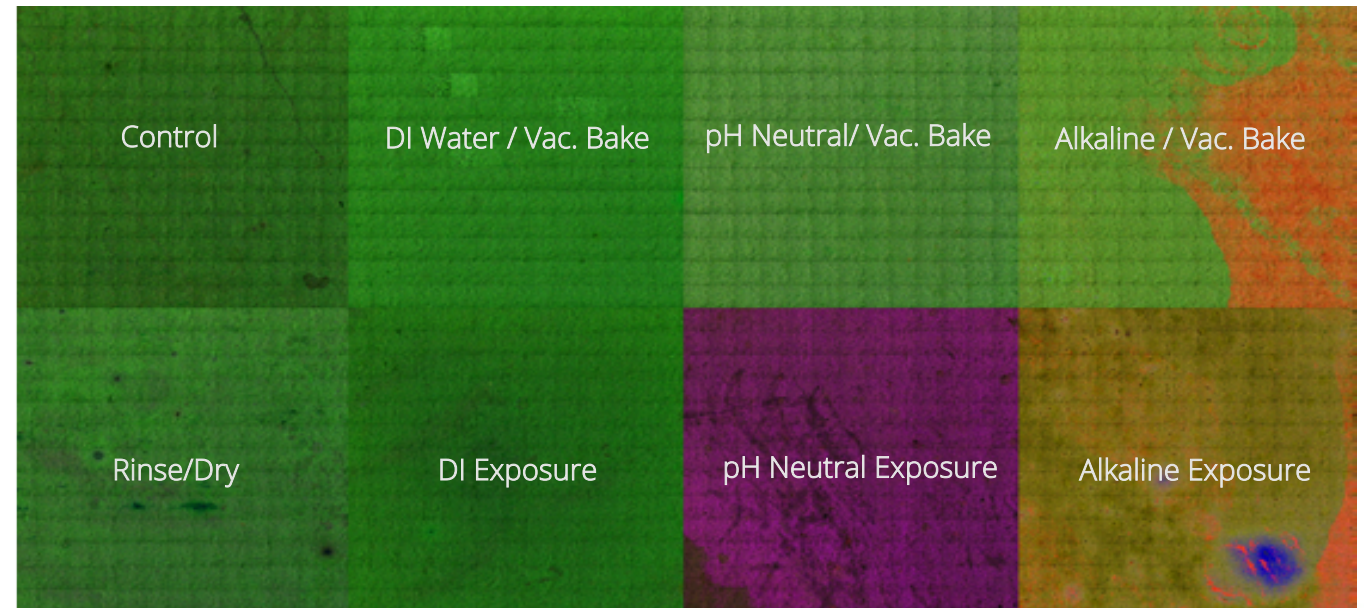 Control
DI Water / Vac. Bake
pH Neutral/ Vac. Bake
Alkaline / Vac. Bake
Rinse/Dry
DI Exposure
pH Neutral Exposure
Alkaline Exposure